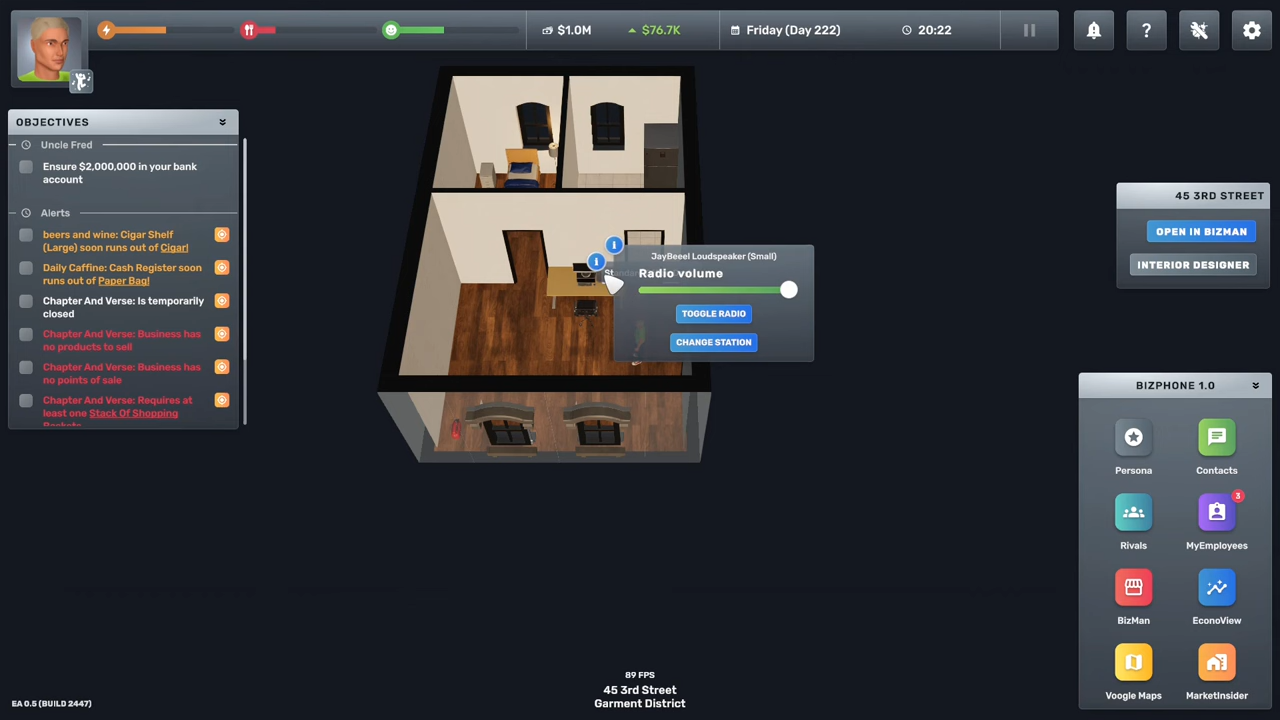 $1.0M
$76.7K
Friday (Day 222)
20:22
?
OBJECTIVES
Uncle Fred
Ensure $2,000,000 in your bank
account
Alerts
beers and wine: Cigar Shelf
(Large) soon runs out of Cigar!
Daily Caffine: Cash Register soon
runs out of Paper Bag!
Chapter And Verse: Is temporarily
closed
Chapter And Verse: Business has
no products to sell
Chapter And Verse: Business has
no points of sale
Chapter And Verse: Requires at
least one Stack Of Shopping
Baskets
JayBeeel Loudspeaker (Small)
Radio volume
TOGGLE RADIO
CHANGE STATION
45 3RD STREET
OPEN IN BIZMAN
INTERIOR DESIGNER
BIZPHONE 1.0
Persona
Contacts
3
Rivals
MyEmployees
BizMan
EconoView
Voogle Maps
MarketInsider
89 FPS
45 3rd Street
Garment District
EA 0.5 (BUILD 2447)